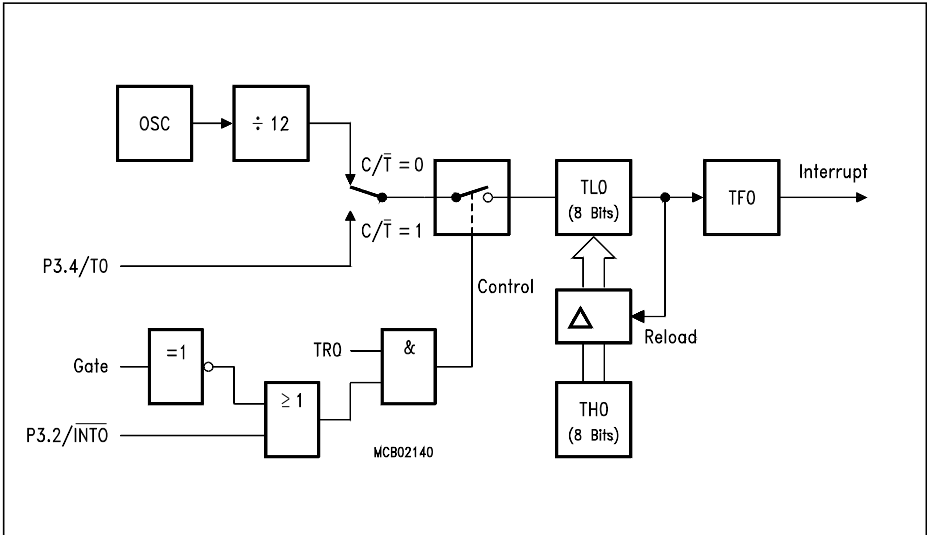 OSC
÷ 12
C/T̅ = 0
C/T̅ = 1
P3.4/T0
TL0
(8 Bits)
TF0
Interrupt
Control
Reload
Gate
=1
TR0
&
≥ 1
P3.2/I̅N̅T̅0̅
TH0
(8 Bits)
MCB02140